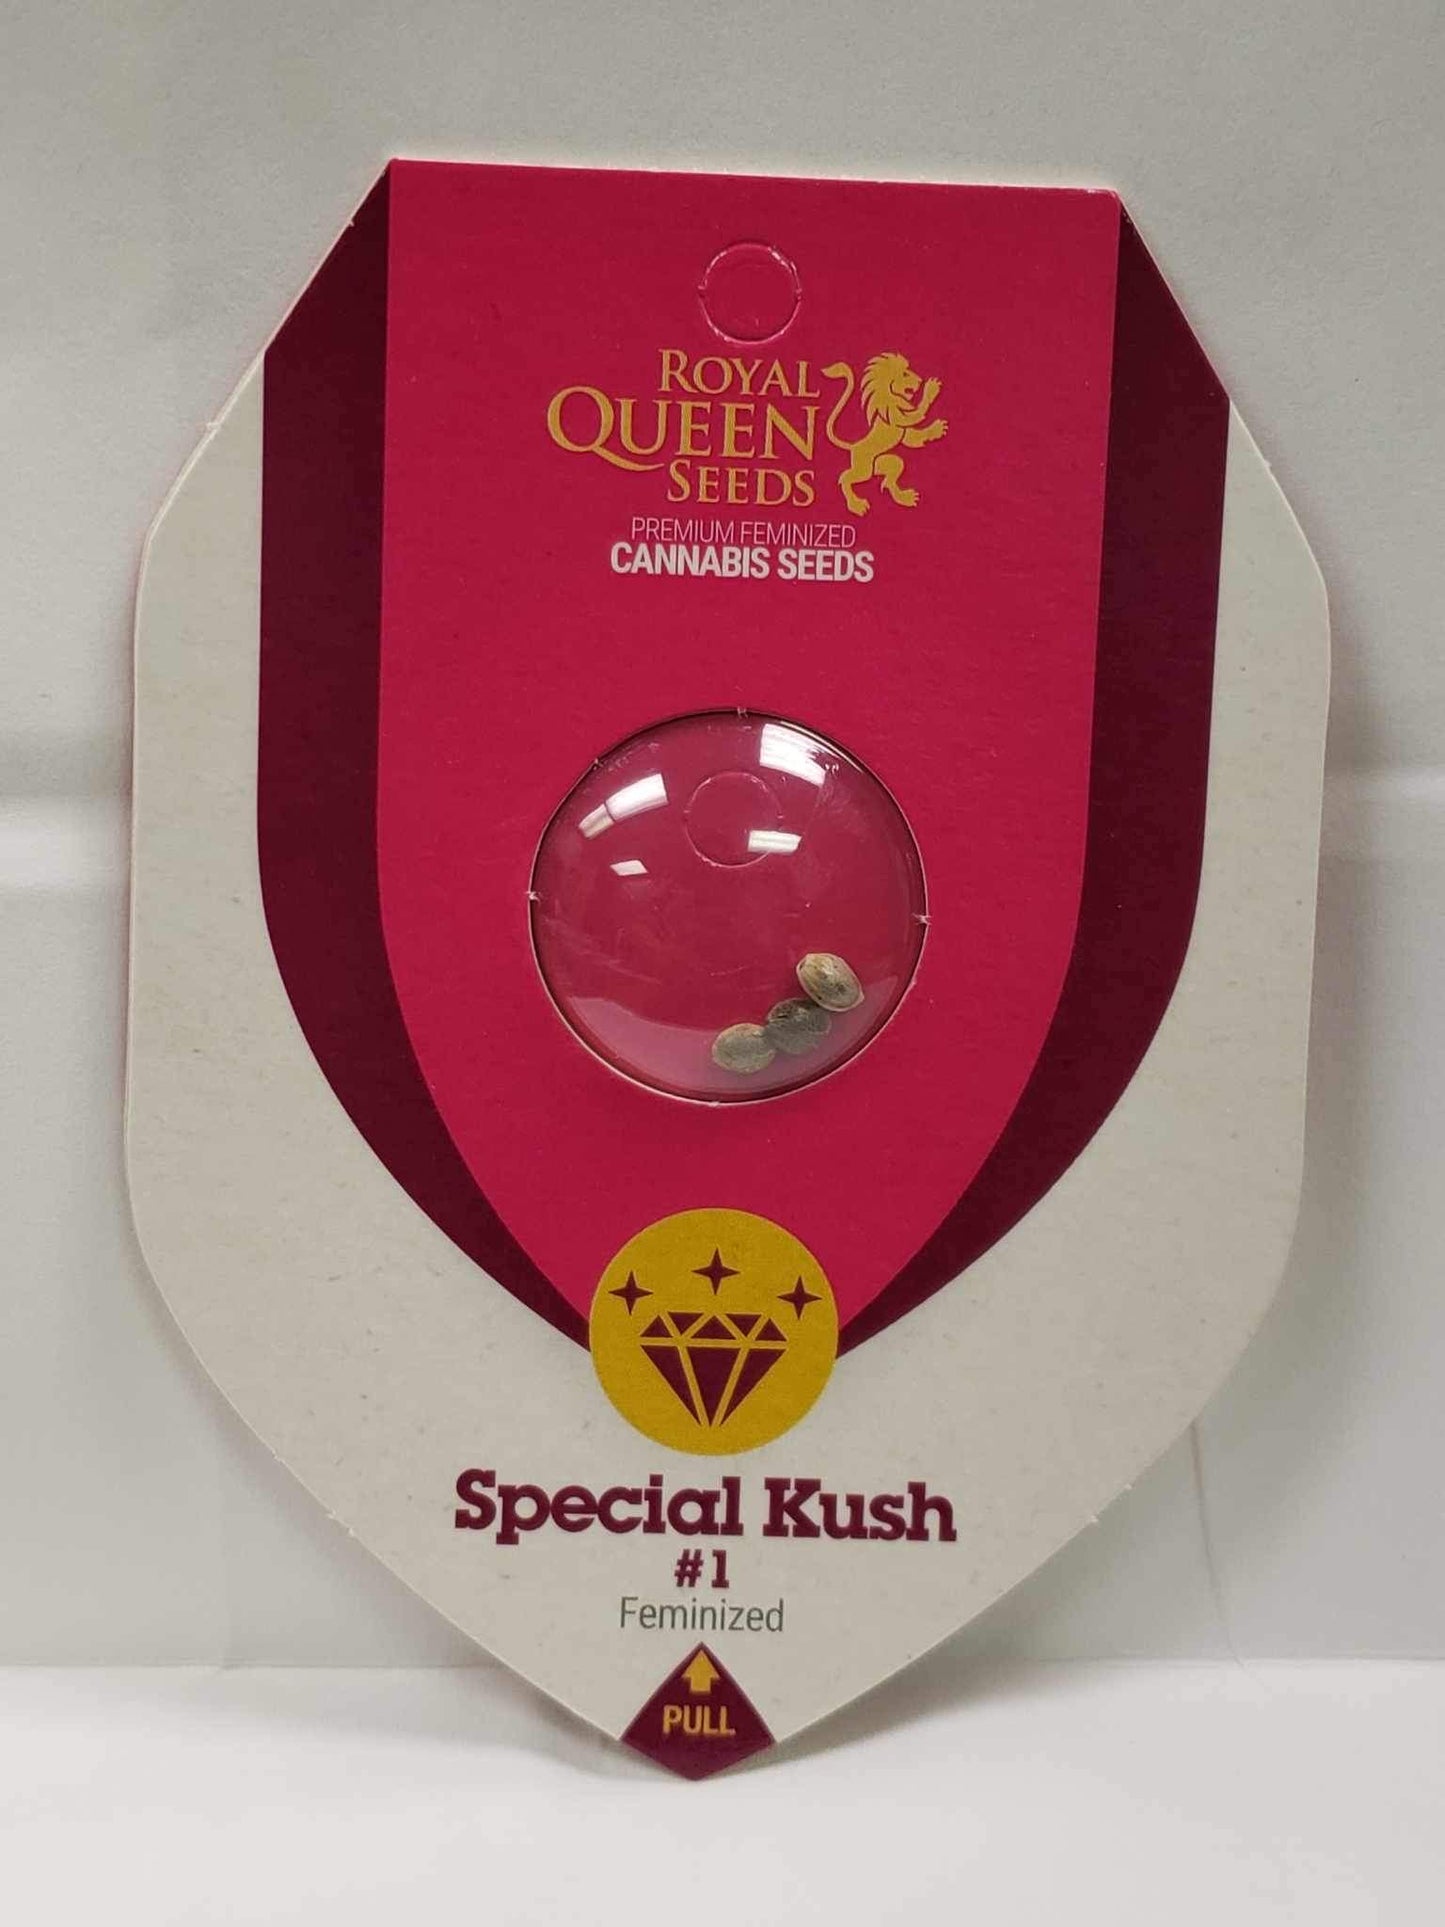 ROYAL
QUEEN
SEEDS
PREMIUM FEMINIZED
CANNABIS SEEDS
Special Kush
#1
Feminized
PULL